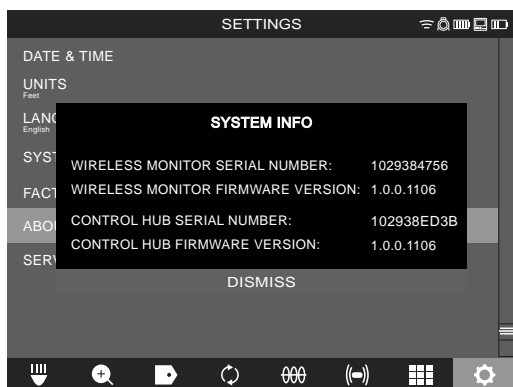 SETTINGS
DATE & TIME
UNITS
Feet
LANG
English
SYST
FACT
ABOU
SERV
SYSTEM INFO
WIRELESS MONITOR SERIAL NUMBER: 1029384756
WIRELESS MONITOR FIRMWARE VERSION: 1.0.0.1106
CONTROL HUB SERIAL NUMBER: 102938ED3B
CONTROL HUB FIRMWARE VERSION: 1.0.0.1106
DISMISS